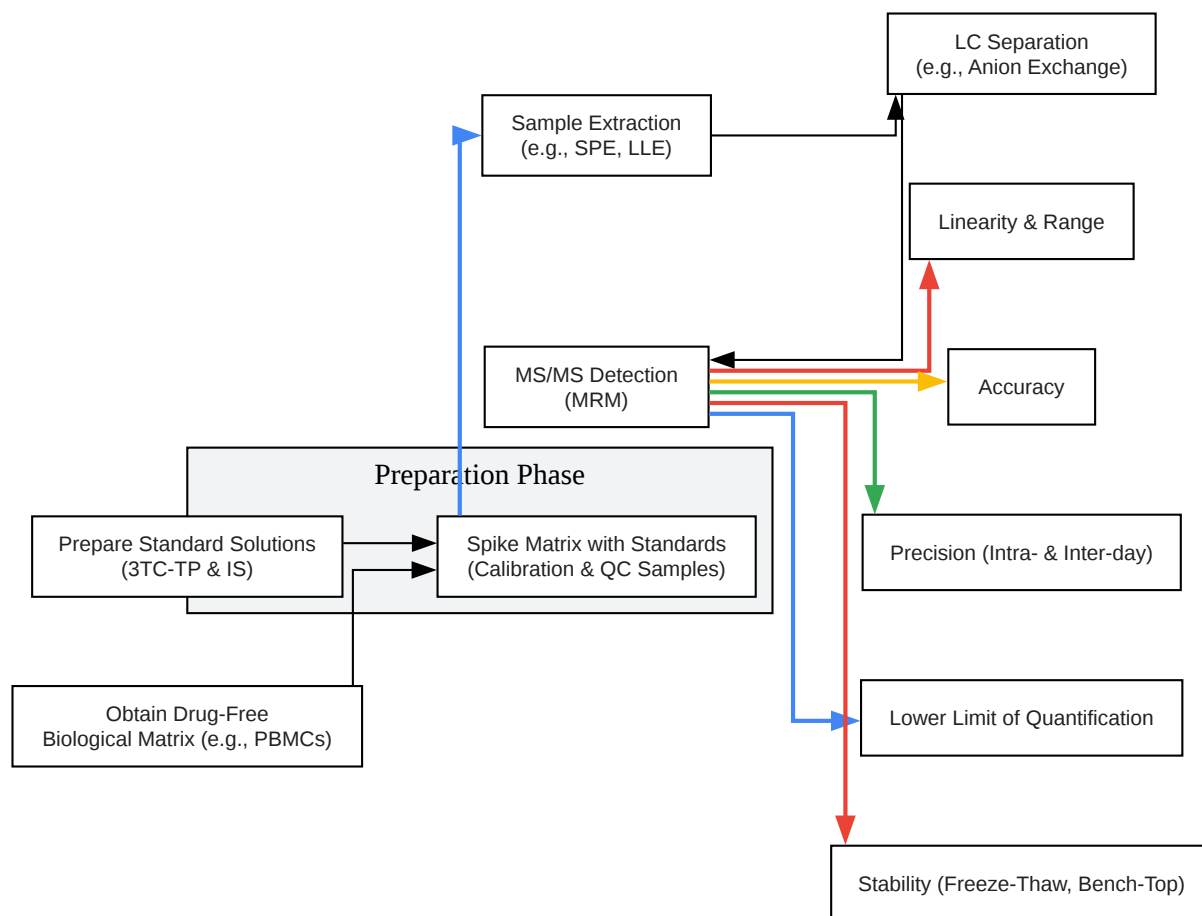 LC Separation
(e.g., Anion Exchange)
Sample Extraction
(e.g., SPE, LLE)
Linearity & Range
MS/MS Detection
(MRM)
Accuracy
Preparation Phase
Prepare Standard Solutions
(3TC-TP & IS)
Spike Matrix with Standards
(Calibration & QC Samples)
Precision (Intra- & Inter-day)
Obtain Drug-Free
Biological Matrix (e.g., PBMCs)
Lower Limit of Quantification
Stability (Freeze-Thaw, Bench-Top)